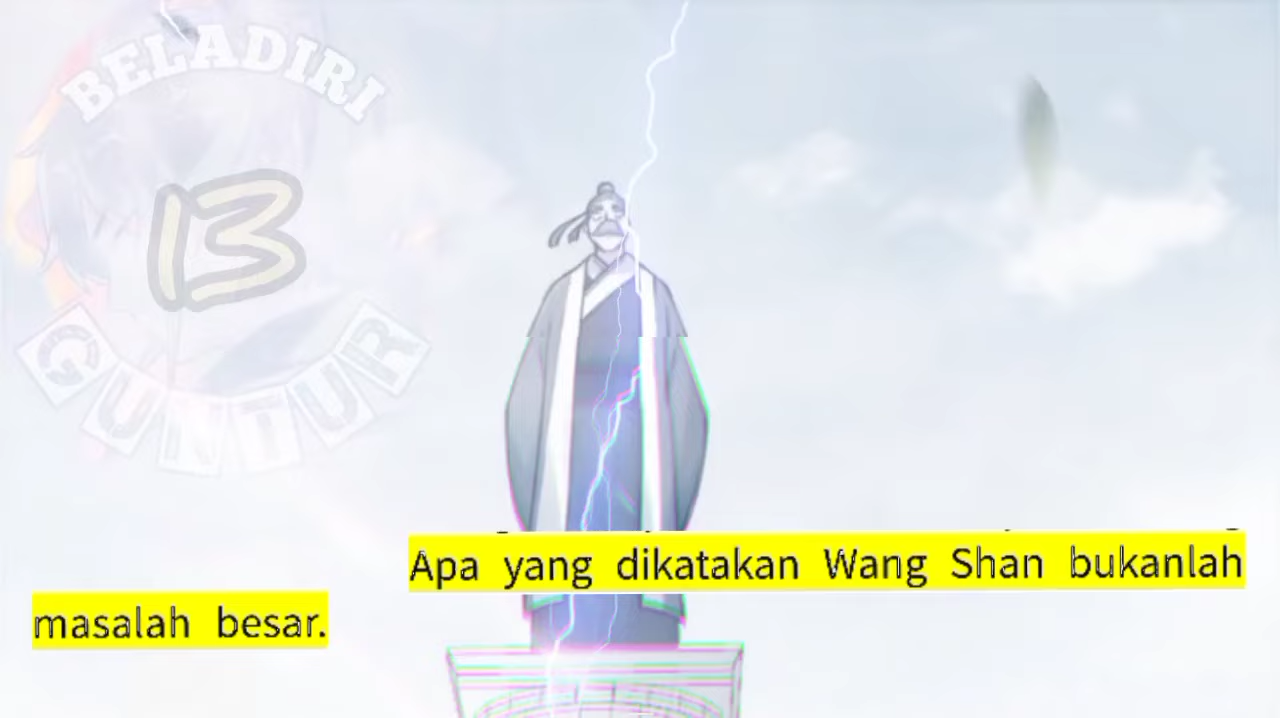 BELADIRI
13
GUNTUR
Apa yang dikatakan Wang Shan bukanlah
masalah besar.